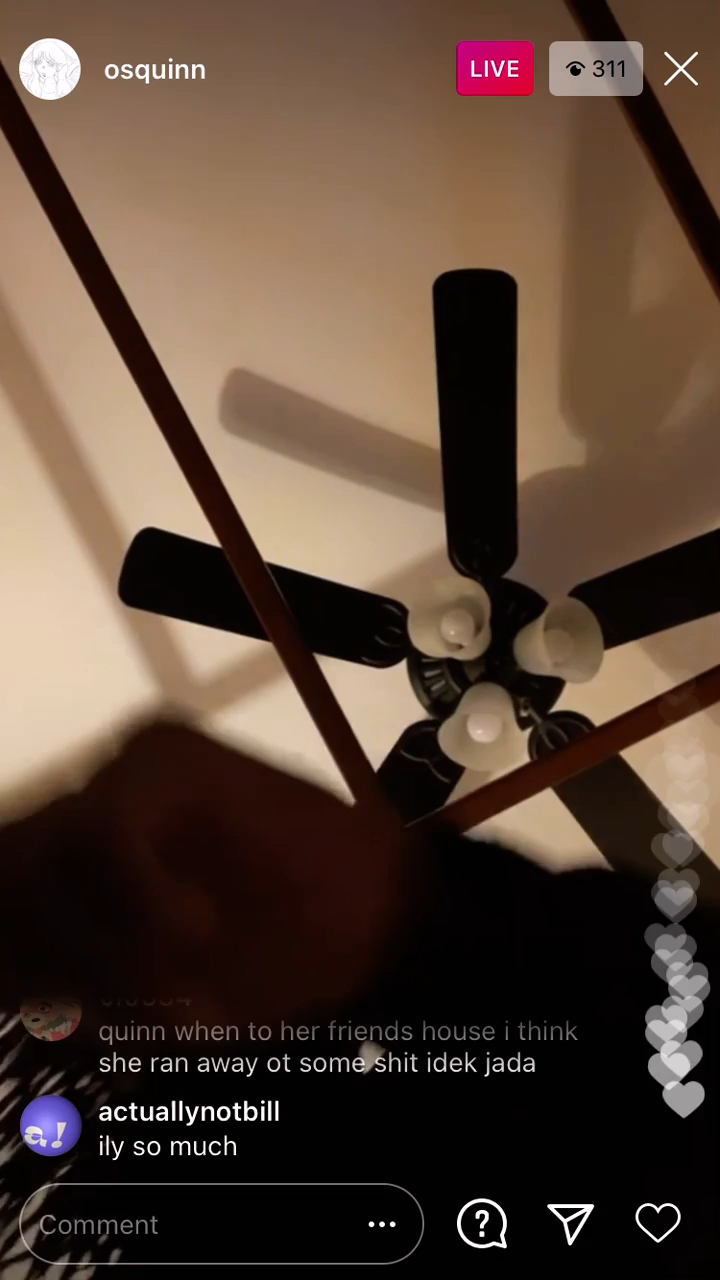 osquinn
LIVE
311
quinn when to her friends house i think
she ran away ot some shit idek jada
actuallynotbill
a!
ily so much
Comment